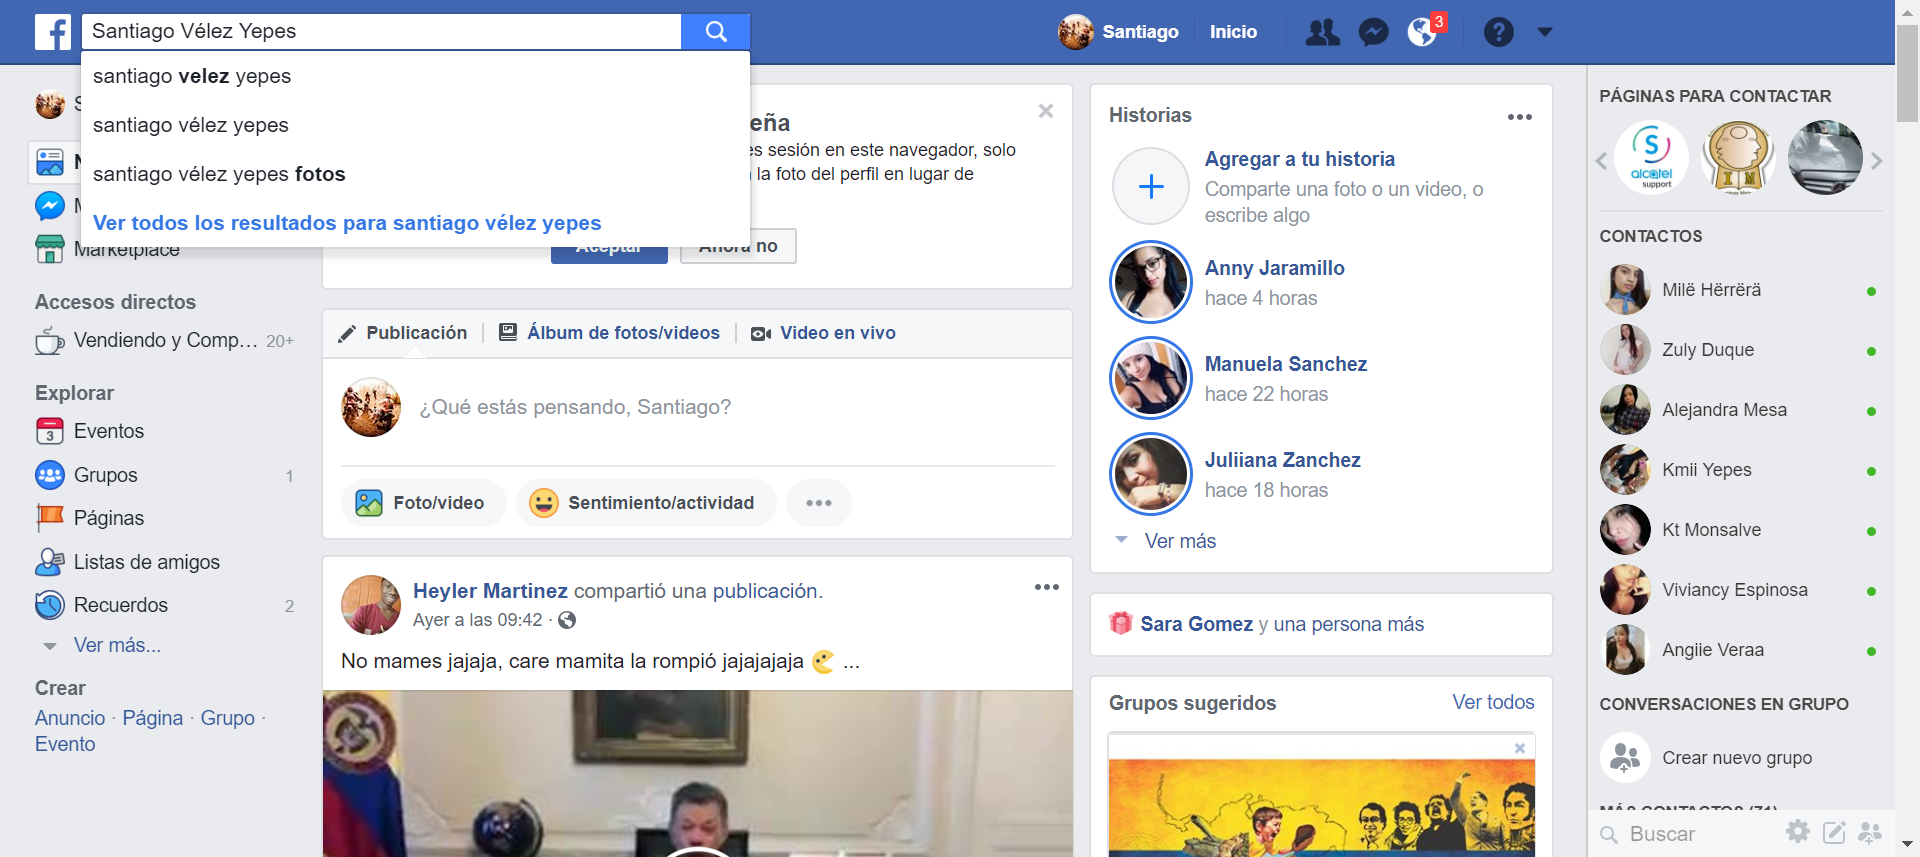 Santiago Vélez Yepes
santiago velez yepes
santiago vélez yepes
santiago vélez yepes fotos
Ver todos los resultados para santiago vélez yepes
Santiago
Inicio
3
Marketplace
Accesos directos
Vendiendo y Comp... 20+
Explorar
3
Eventos
Grupos 1
Páginas
Listas de amigos
Recuerdos 2
Ver más...
Crear
Anuncio · Página · Grupo ·
Evento
eña
es sesión en este navegador, solo
la foto del perfil en lugar de
Aceptar
Ahora no
Publicación
Álbum de fotos/videos
Video en vivo
¿Qué estás pensando, Santiago?
Foto/video
Sentimiento/actividad
Heyler Martinez compartió una publicación.
Ayer a las 09:42 ·
No mames jajaja, care mamita la rompió jajajajaja ...
Historias
Agregar a tu historia
Comparte una foto o un video, o
escribe algo
Anny Jaramillo
hace 4 horas
Manuela Sanchez
hace 22 horas
Juliiana Zanchez
hace 18 horas
Ver más
Sara Gomez y una persona más
Grupos sugeridos
Ver todos
PÁGINAS PARA CONTACTAR
S
alcatel
support
I M
CONTACTOS
Milë Hërrërä
Zuly Duque
Alejandra Mesa
Kmii Yepes
Kt Monsalve
Viviancy Espinosa
Angiie Veraa
CONVERSACIONES EN GRUPO
Crear nuevo grupo
MÁS CONTACTOS (71)
Buscar